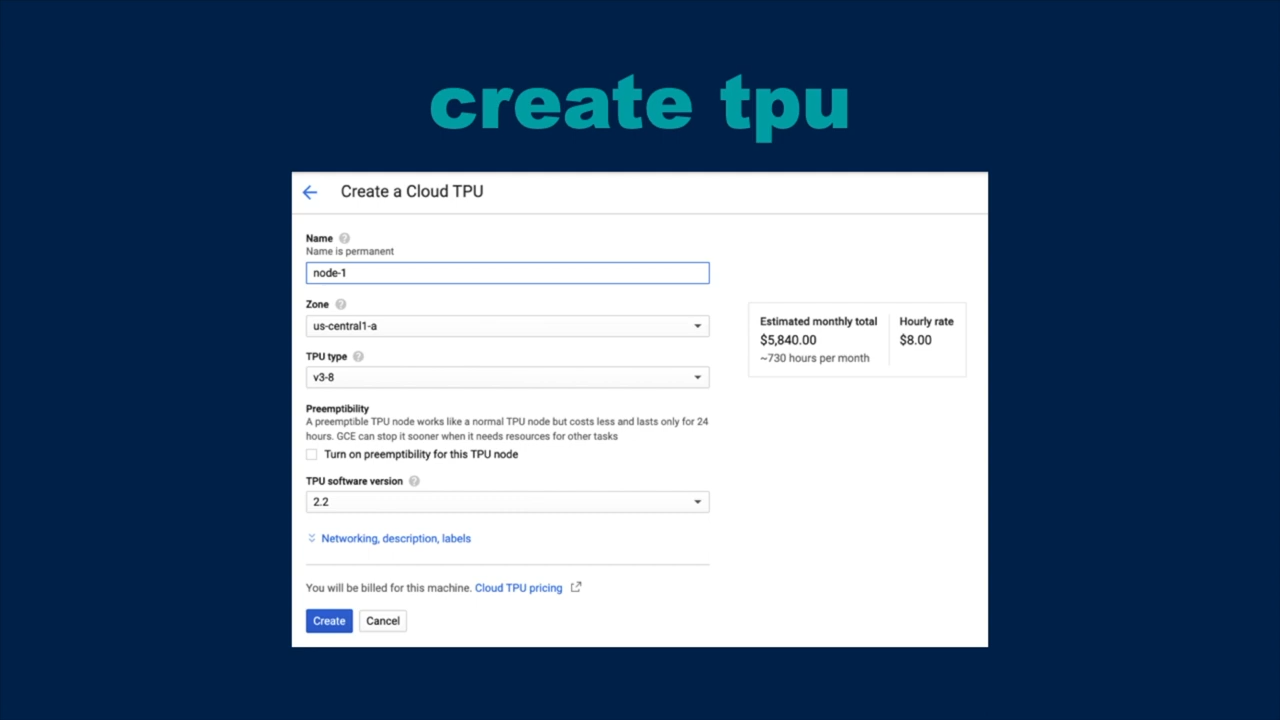 create tpu
Create a Cloud TPU
Name
Name is permanent
node-1
Zone
us-central1-a
TPU type
v3-8
Preemptibility
A preemptible TPU node works like a normal TPU node but costs less and lasts only for 24
hours. GCE can stop it sooner when it needs resources for other tasks
Turn on preemptibility for this TPU node
TPU software version
2.2
Networking, description, labels
You will be billed for this machine. Cloud TPU pricing
Create Cancel
Estimated monthly total Hourly rate
$5,840.00 $8.00
~730 hours per month